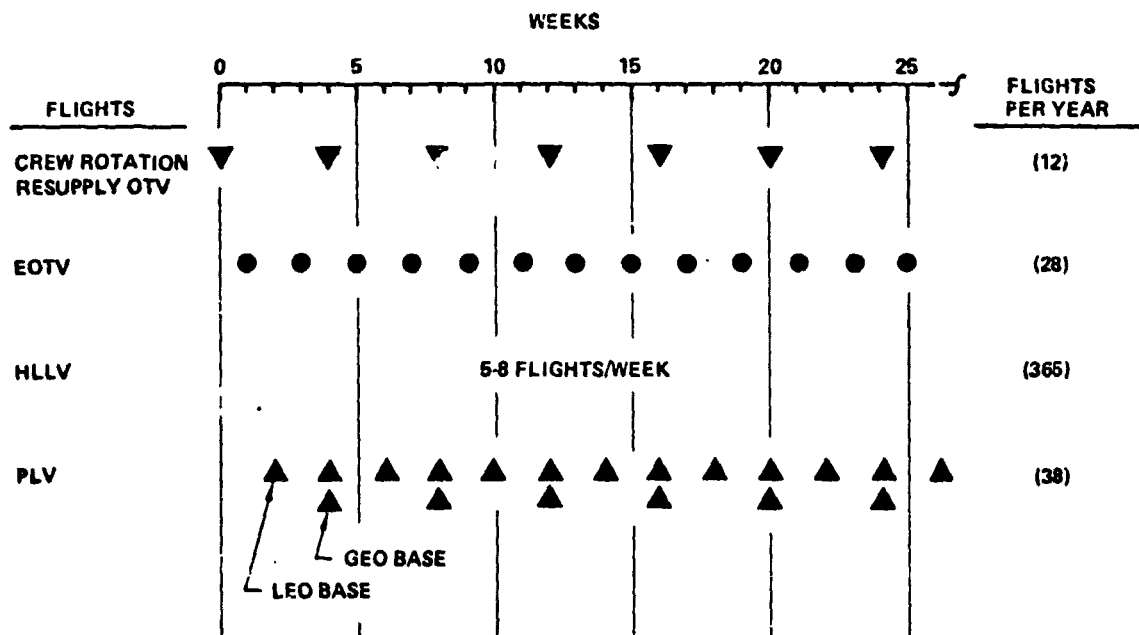 WEEKS
0 5 10 15 20 25
FLIGHTS
FLIGHTS
PER YEAR
CREW ROTATION
RESUPPLY OTV
(12)
EOTV
(28)
HLLV
5-8 FLIGHTS/WEEK
(365)
PLV
(38)
GEO BASE
LEO BASE